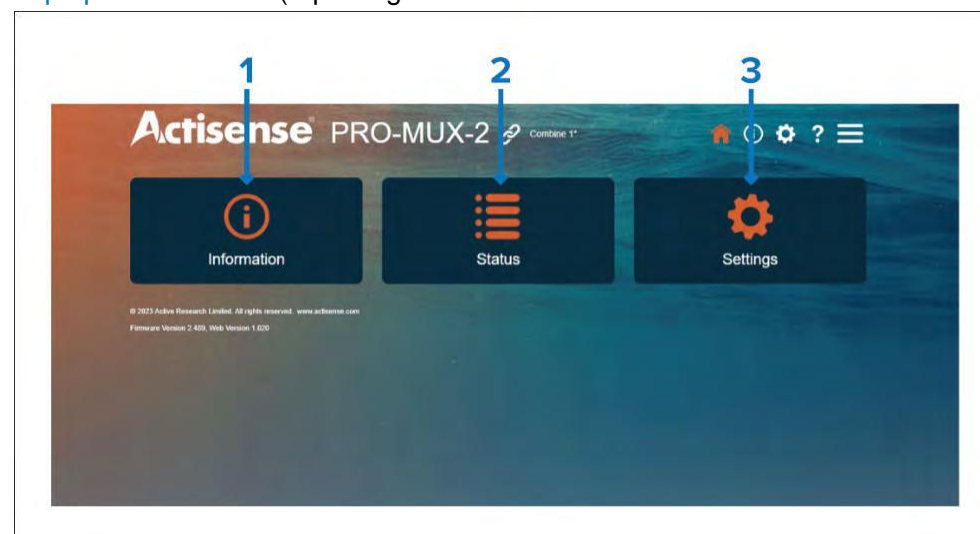 1 2 3
Actisense® PRO-MUX-2 Combine 1*
?
Information Status Settings
© 2023 Active Research Limited. All rights reserved. www.actisense.com
Firmware Version 2.489, Web Version 1.020